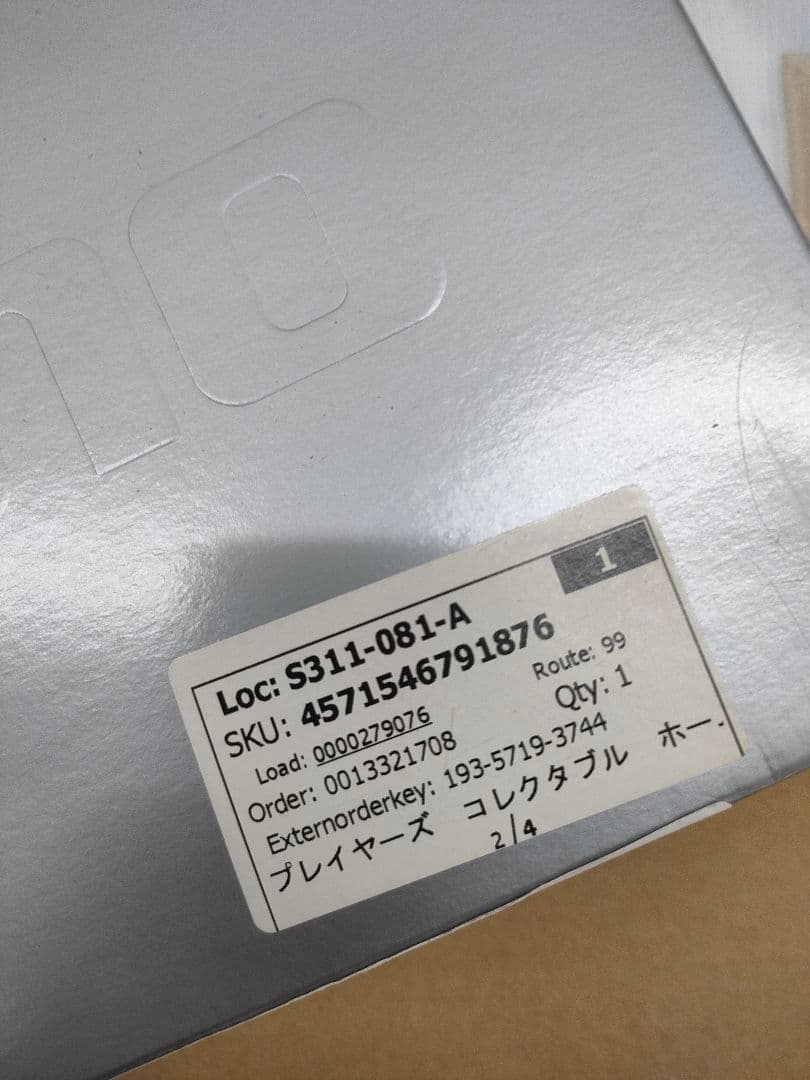 no
1
Loc: S311-081-A
SKU: 4571546791876
Route: 99
Load: 0000279076
Qty: 1
Order: 0013321708
Externorderkey: 193-5719-3744
プレイヤーズ コレクタブル ホー.
2/4